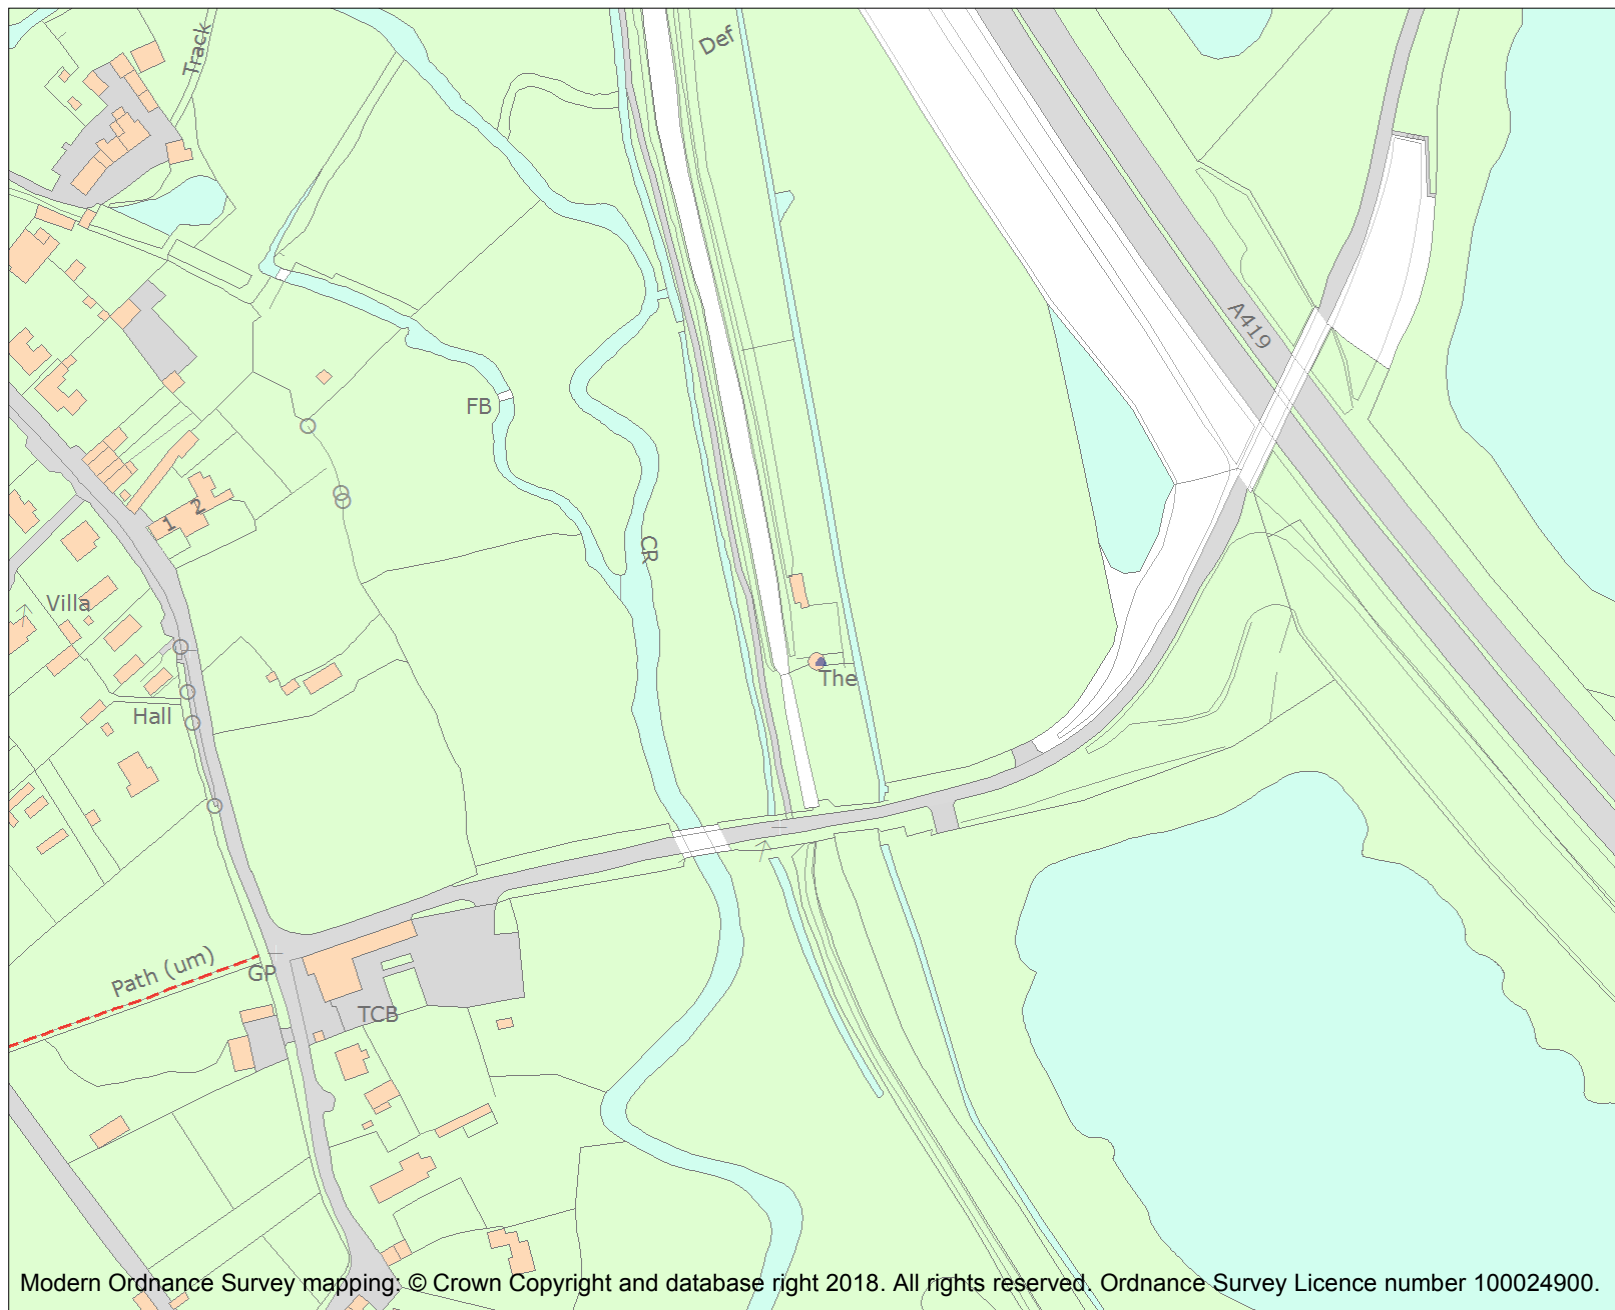 Def
Track
A419
FB
1 2
CR
Villa
The
Hall
Path (um)
GP
TCB
Modern Ordnance Survey mapping: © Crown Copyright and database right 2018. All rights reserved. Ordnance Survey Licence number 100024900.